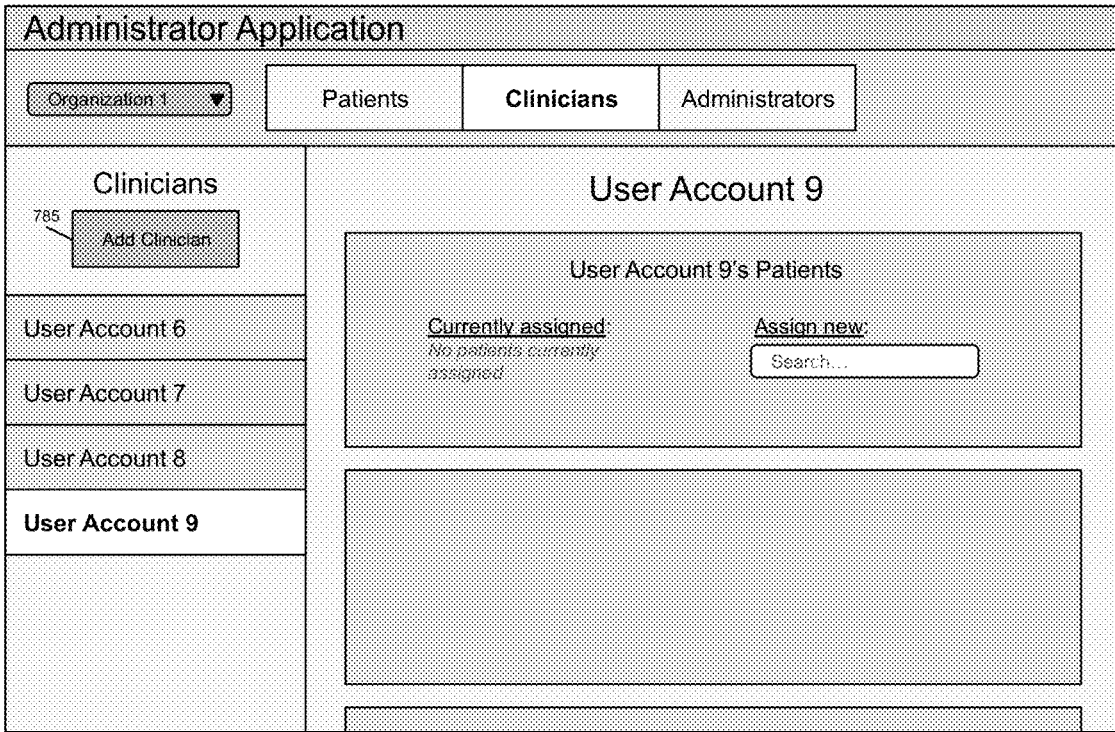 Administrator Application
Organization 1
Patients
Clinicians
Administrators
Clinicians
785
Add Clinician
User Account 6
User Account 7
User Account 8
User Account 9
User Account 9
User Account 9's Patients
Currently assigned:
No patients currently
assigned
Assign new:
Search...